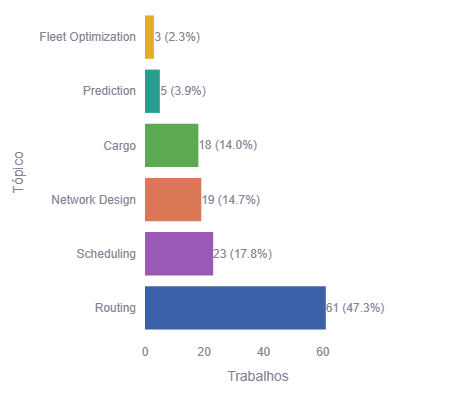 Fleet Optimization 3 (2.3%)
Prediction 5 (3.9%)
Cargo 18 (14.0%)
Network Design 19 (14.7%)
Scheduling 23 (17.8%)
Routing 61 (47.3%)
0 20 40 60
Trabalhos
Tópico